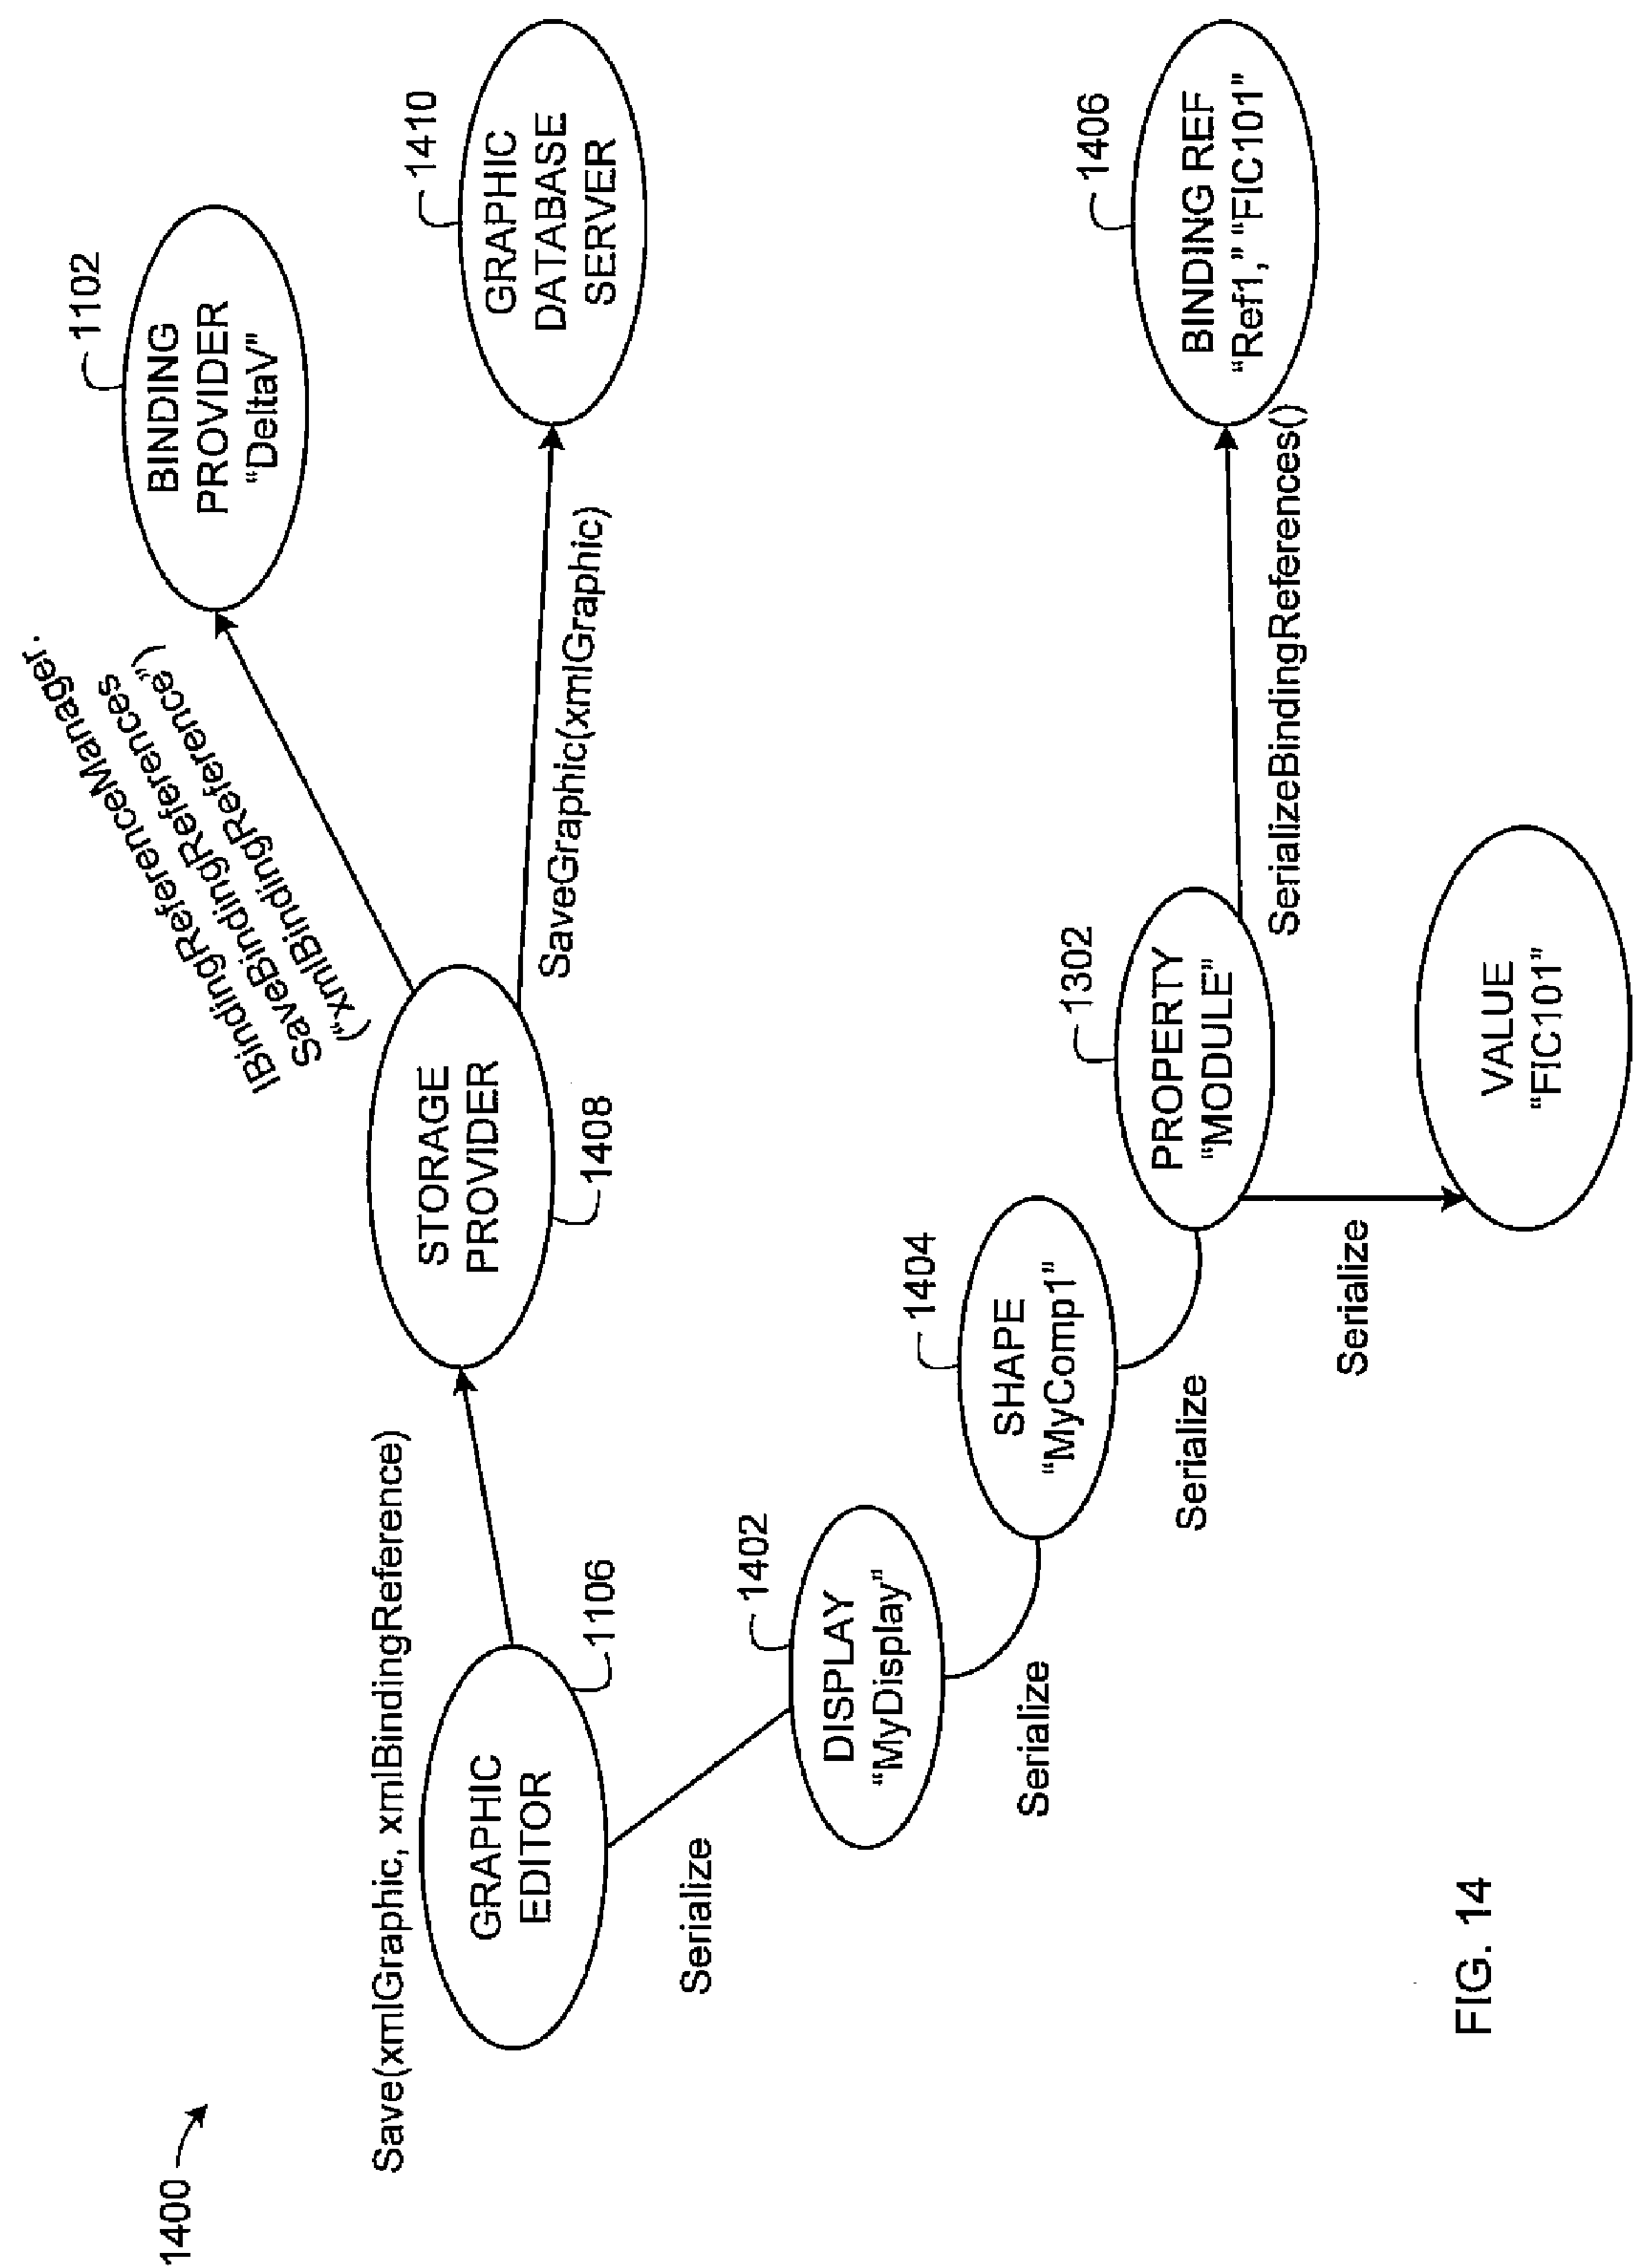 1400
Save(xmlGraphic, xmlBindingReference)
GRAPHIC
EDITOR
1106
STORAGE
PROVIDER
1408
IBindingReferenceManager.
SaveBindingReferences
("xmlBindingReference")
BINDING
PROVIDER
“DeltaV”
1102
SaveGraphic(xmlGraphic)
GRAPHIC
DATABASE
SERVER
1410
Serialize
DISPLAY
“MyDisplay”
1402
Serialize
SHAPE
“MyComp1”
1404
Serialize
PROPERTY
“MODULE”
1302
SerializeBindingReferences()
BINDING REF
“Ref1,” “FIC101”
1406
Serialize
VALUE
“FIC101”
FIG. 14